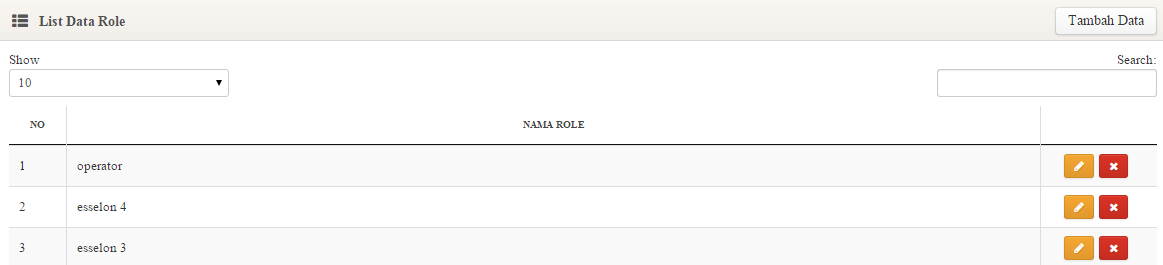 List Data Role
Tambah Data
Show
Search:
10
NO NAMA ROLE
1 operator
2 esselon 4
3 esselon 3